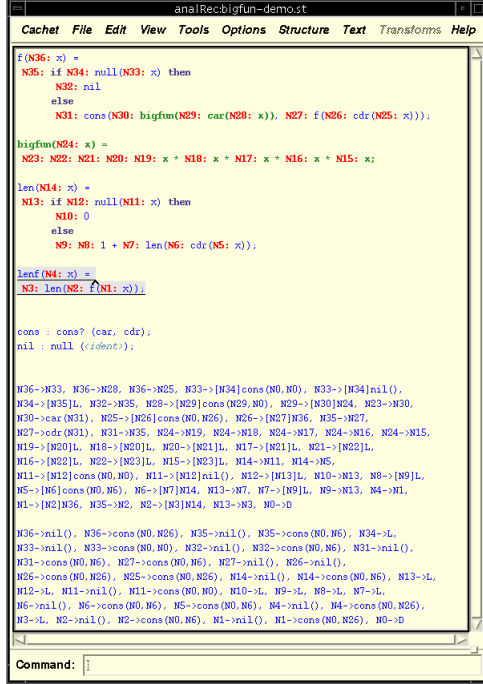 analRec:bigfun-demo.st
Cachet File Edit View Tools Options Structure Text Transforms Help
f(N36: x) =
N35: if N34: null(N33: x) then
N32: nil
else
N31: cons(N30: bigfun(N29: car(N28: x)), N27: f(N26: cdr(N25: x)));
bigfun(N24: x) =
N23: N22: N21: N20: N19: x * N18: x * N17: x * N16: x * N15: x;
len(N14: x) =
N13: if N12: null(N11: x) then
N10: 0
else
N9: N8: 1 + N7: len(N6: cdr(N5: x));
lenf(N4: x) =
N3: len(N2: f(N1: x));
cons : cons? (car, cdr);
nil : null (<ident>);
N36->N33, N36->N28, N36->N25, N33->[N34]cons(N0,N0), N33->[N34]nil(),
N34->[N35]L, N32->N35, N28->[N29]cons(N29,N0), N29->[N30]N24, N23->N30,
N30->car(N31), N25->[N26]cons(N0,N26), N26->[N27]N36, N35->N27,
N27->cdr(N31), N31->N35, N24->N19, N24->N18, N24->N17, N24->N16, N24->N15,
N19->[N20]L, N18->[N20]L, N20->[N21]L, N17->[N21]L, N21->[N22]L,
N16->[N22]L, N22->[N23]L, N15->[N23]L, N14->N11, N14->N5,
N11->[N12]cons(N0,N0), N11->[N12]nil(), N12->[N13]L, N10->N13, N8->[N9]L,
N5->[N6]cons(N0,N6), N6->[N7]N14, N13->N7, N7->[N9]L, N9->N13, N4->N1,
N1->[N2]N36, N35->N2, N2->[N3]N14, N13->N3, N0->D
N36->nil(), N36->cons(N0,N26), N35->nil(), N35->cons(N0,N6), N34->L,
N33->nil(), N33->cons(N0,N0), N32->nil(), N32->cons(N0,N6), N31->nil(),
N31->cons(N0,N6), N27->cons(N0,N6), N27->nil(), N26->nil(),
N26->cons(N0,N26), N25->cons(N0,N26), N14->nil(), N14->cons(N0,N6), N13->L,
N12->L, N11->nil(), N11->cons(N0,N0), N10->L, N9->L, N8->L, N7->L,
N6->nil(), N6->cons(N0,N6), N5->cons(N0,N6), N4->nil(), N4->cons(N0,N26),
N3->L, N2->nil(), N2->cons(N0,N6), N1->nil(), N1->cons(N0,N26), N0->D
Command: